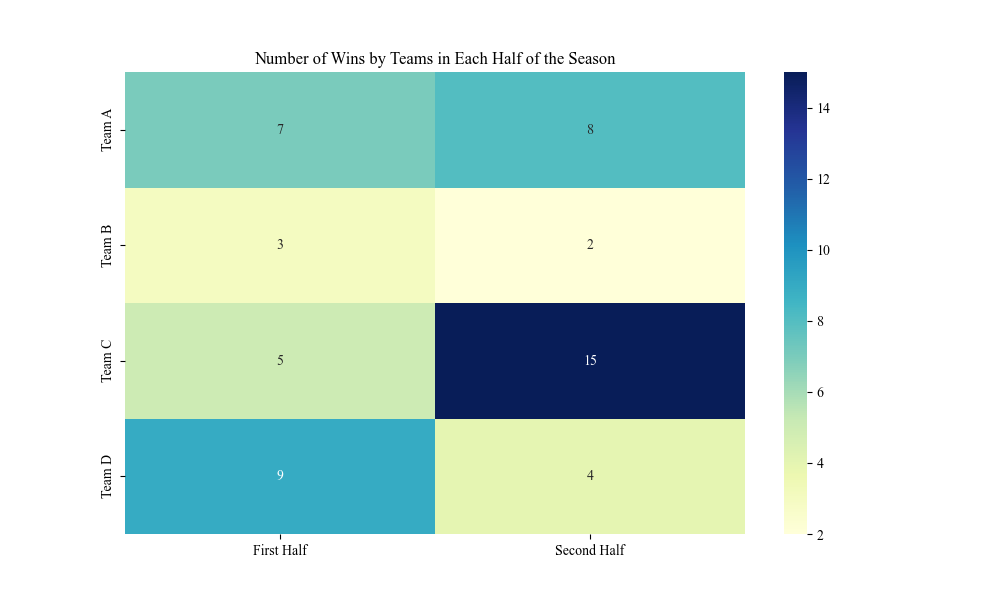 Number of Wins by Teams in Each Half of the Season
Team A
7
8
Team B
3
2
Team C
5
15
Team D
9
4
First Half
Second Half
14
12
10
8
6
4
2